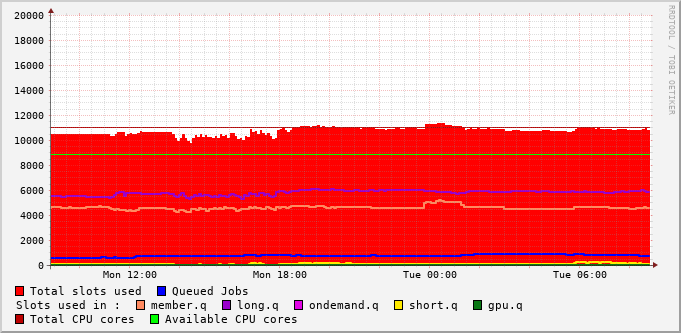 RRDTOOL / TOBI OETIKER
20000
18000
16000
14000
12000
10000
8000
6000
4000
2000
0
Mon 12:00 Mon 18:00 Tue 00:00 Tue 06:00
Total slots used Queued Jobs
Slots used in : member.q long.q ondemand.q short.q gpu.q
Total CPU cores Available CPU cores